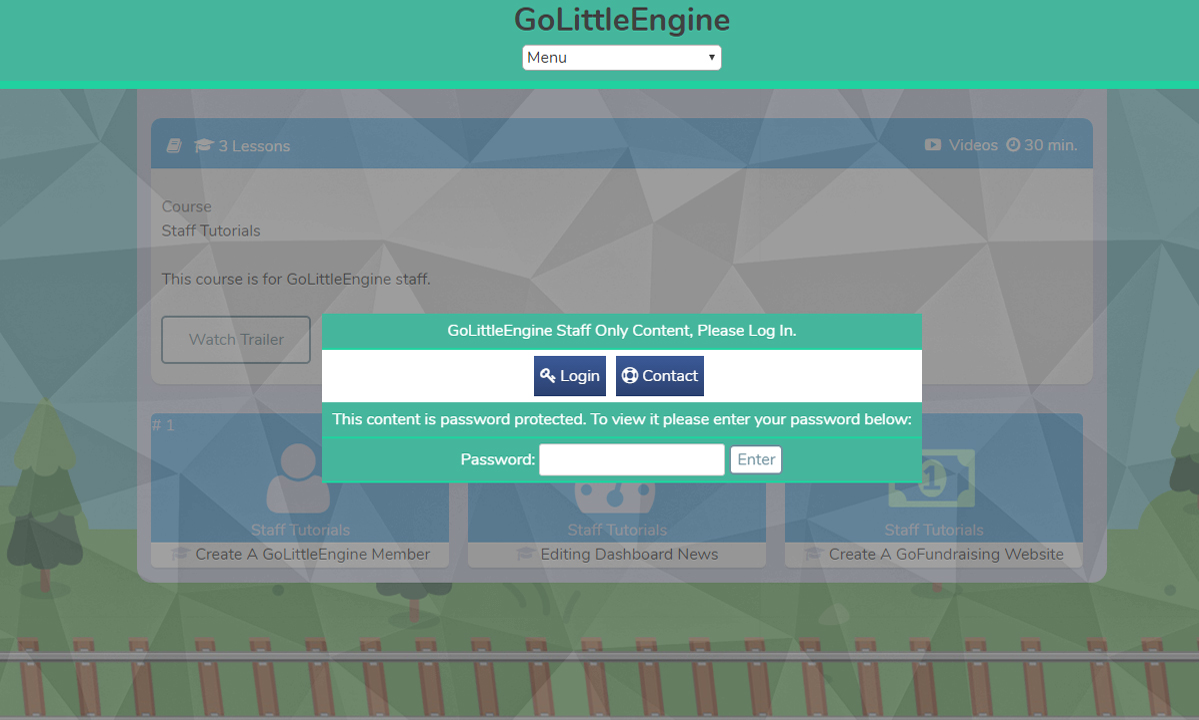 GoLittleEngine
Menu
3 Lessons
Videos 30 min.
Course
Staff Tutorials
This course is for GoLittleEngine staff.
Watch Trailer
GoLittleEngine Staff Only Content, Please Log In.
Login Contact
This content is password protected. To view it please enter your password below:
Password: Enter
# 1
1
Staff Tutorials
Create A GoLittleEngine Member
Staff Tutorials
Editing Dashboard News
Staff Tutorials
Create A GoFundraising Website